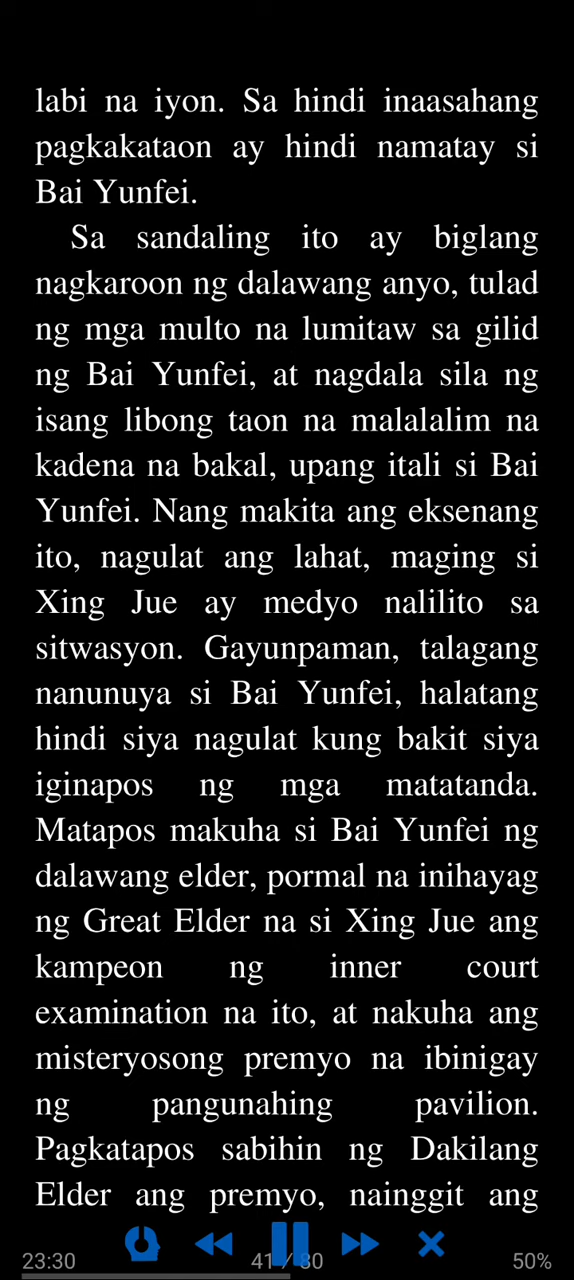 labi na iyon. Sa hindi inaasahang
pagkakataon ay hindi namatay si
Bai Yunfei.
Sa sandaling ito ay biglang
nagkaroon ng dalawang anyo, tulad
ng mga multo na lumitaw sa gilid
ng Bai Yunfei, at nagdala sila ng
isang libong taon na malalalim na
kadena na bakal, upang itali si Bai
Yunfei. Nang makita ang eksenang
ito, nagulat ang lahat, maging si
Xing Jue ay medyo nalilito sa
sitwasyon. Gayunpaman, talagang
nanunuya si Bai Yunfei, halatang
hindi siya nagulat kung bakit siya
iginapos ng mga matatanda.
Matapos makuha si Bai Yunfei ng
dalawang elder, pormal na inihayag
ng Great Elder na si Xing Jue ang
kampeon ng inner court
examination na ito, at nakuha ang
misteryosong premyo na ibinigay
ng pangunahing pavilion.
Pagkatapos sabihin ng Dakilang
Elder ang premyo, nainggit ang
23:30 41 / 80 50%